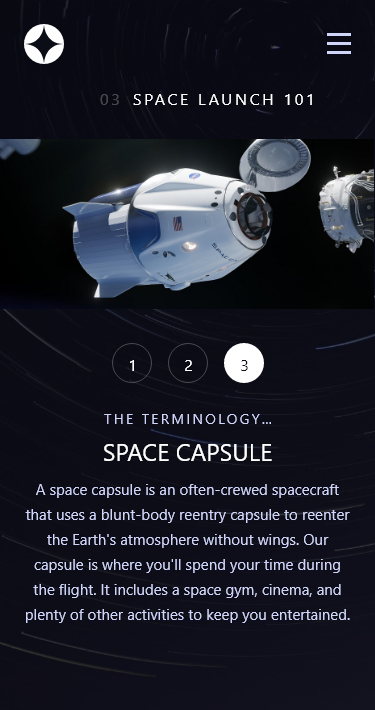 03 SPACE LAUNCH 101
SPACEX
1 2 3
THE TERMINOLOGY…
SPACE CAPSULE
A space capsule is an often-crewed spacecraft
that uses a blunt-body reentry capsule to reenter
the Earth's atmosphere without wings. Our
capsule is where you'll spend your time during
the flight. It includes a space gym, cinema, and
plenty of other activities to keep you entertained.